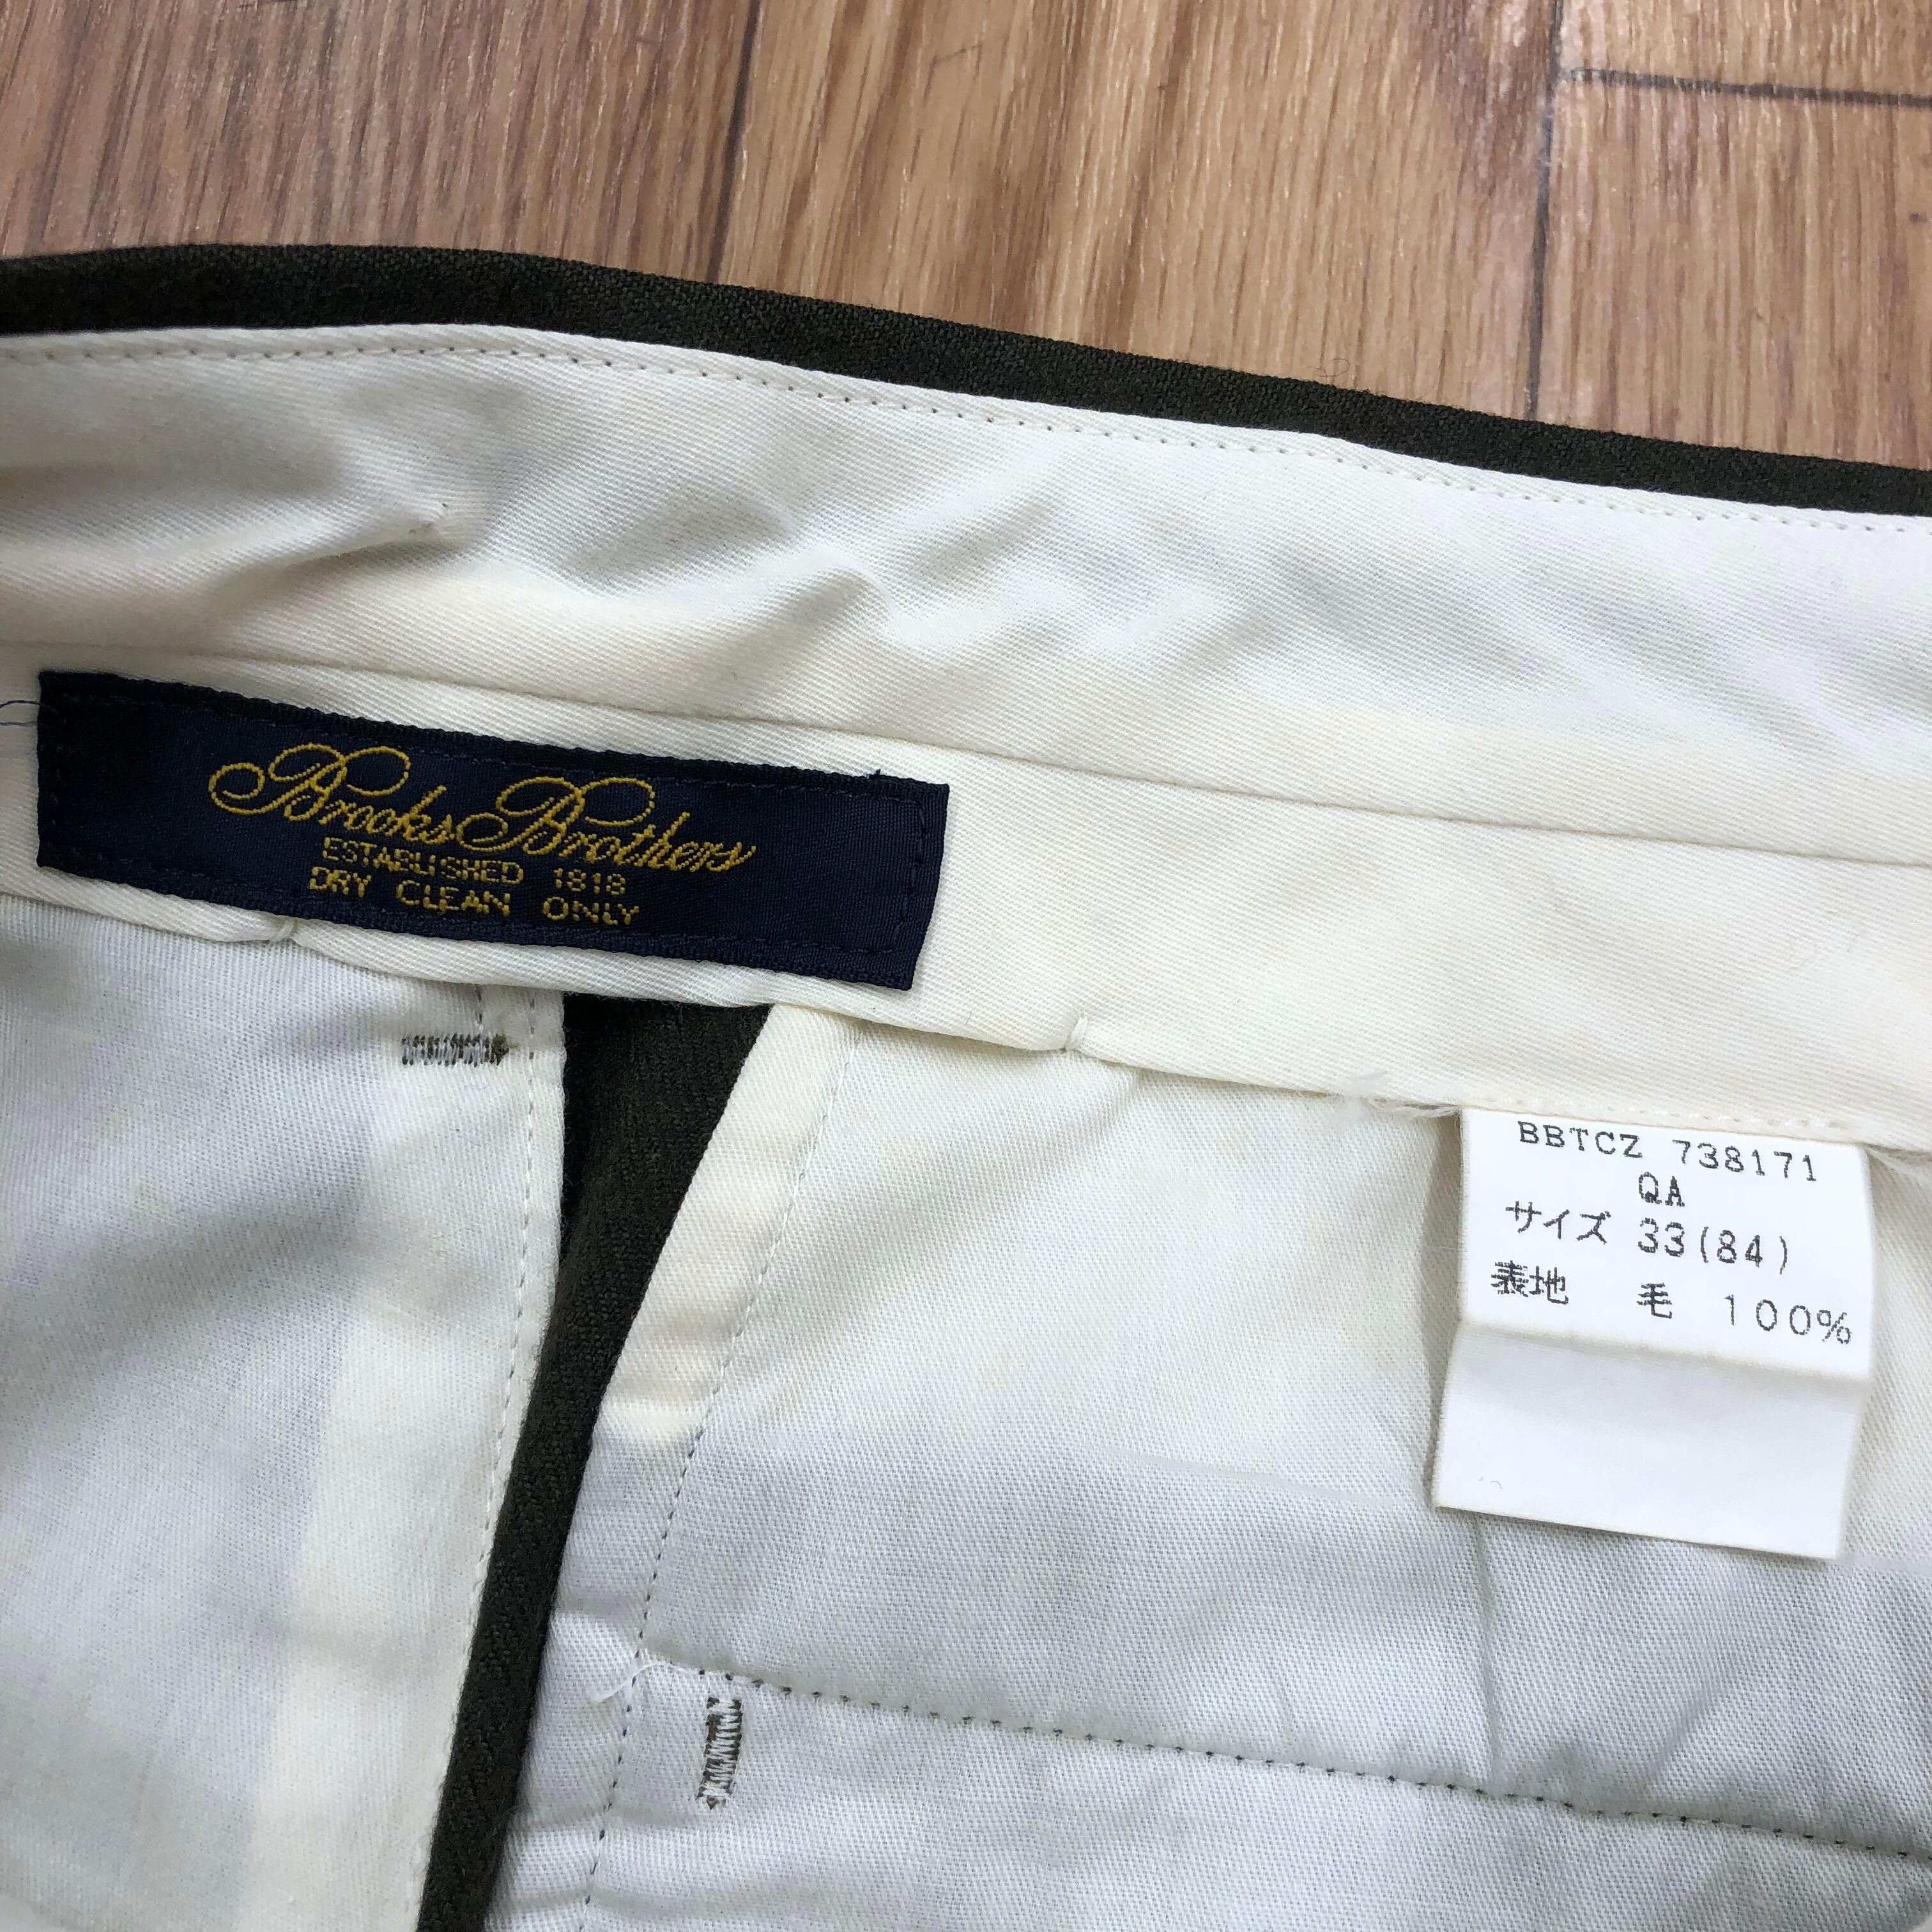 Brooks Brothers
ESTABLISHED 1818
DRY CLEAN ONLY
BBTCZ 738171
QA
サイズ 33(84)
表地 毛 100%